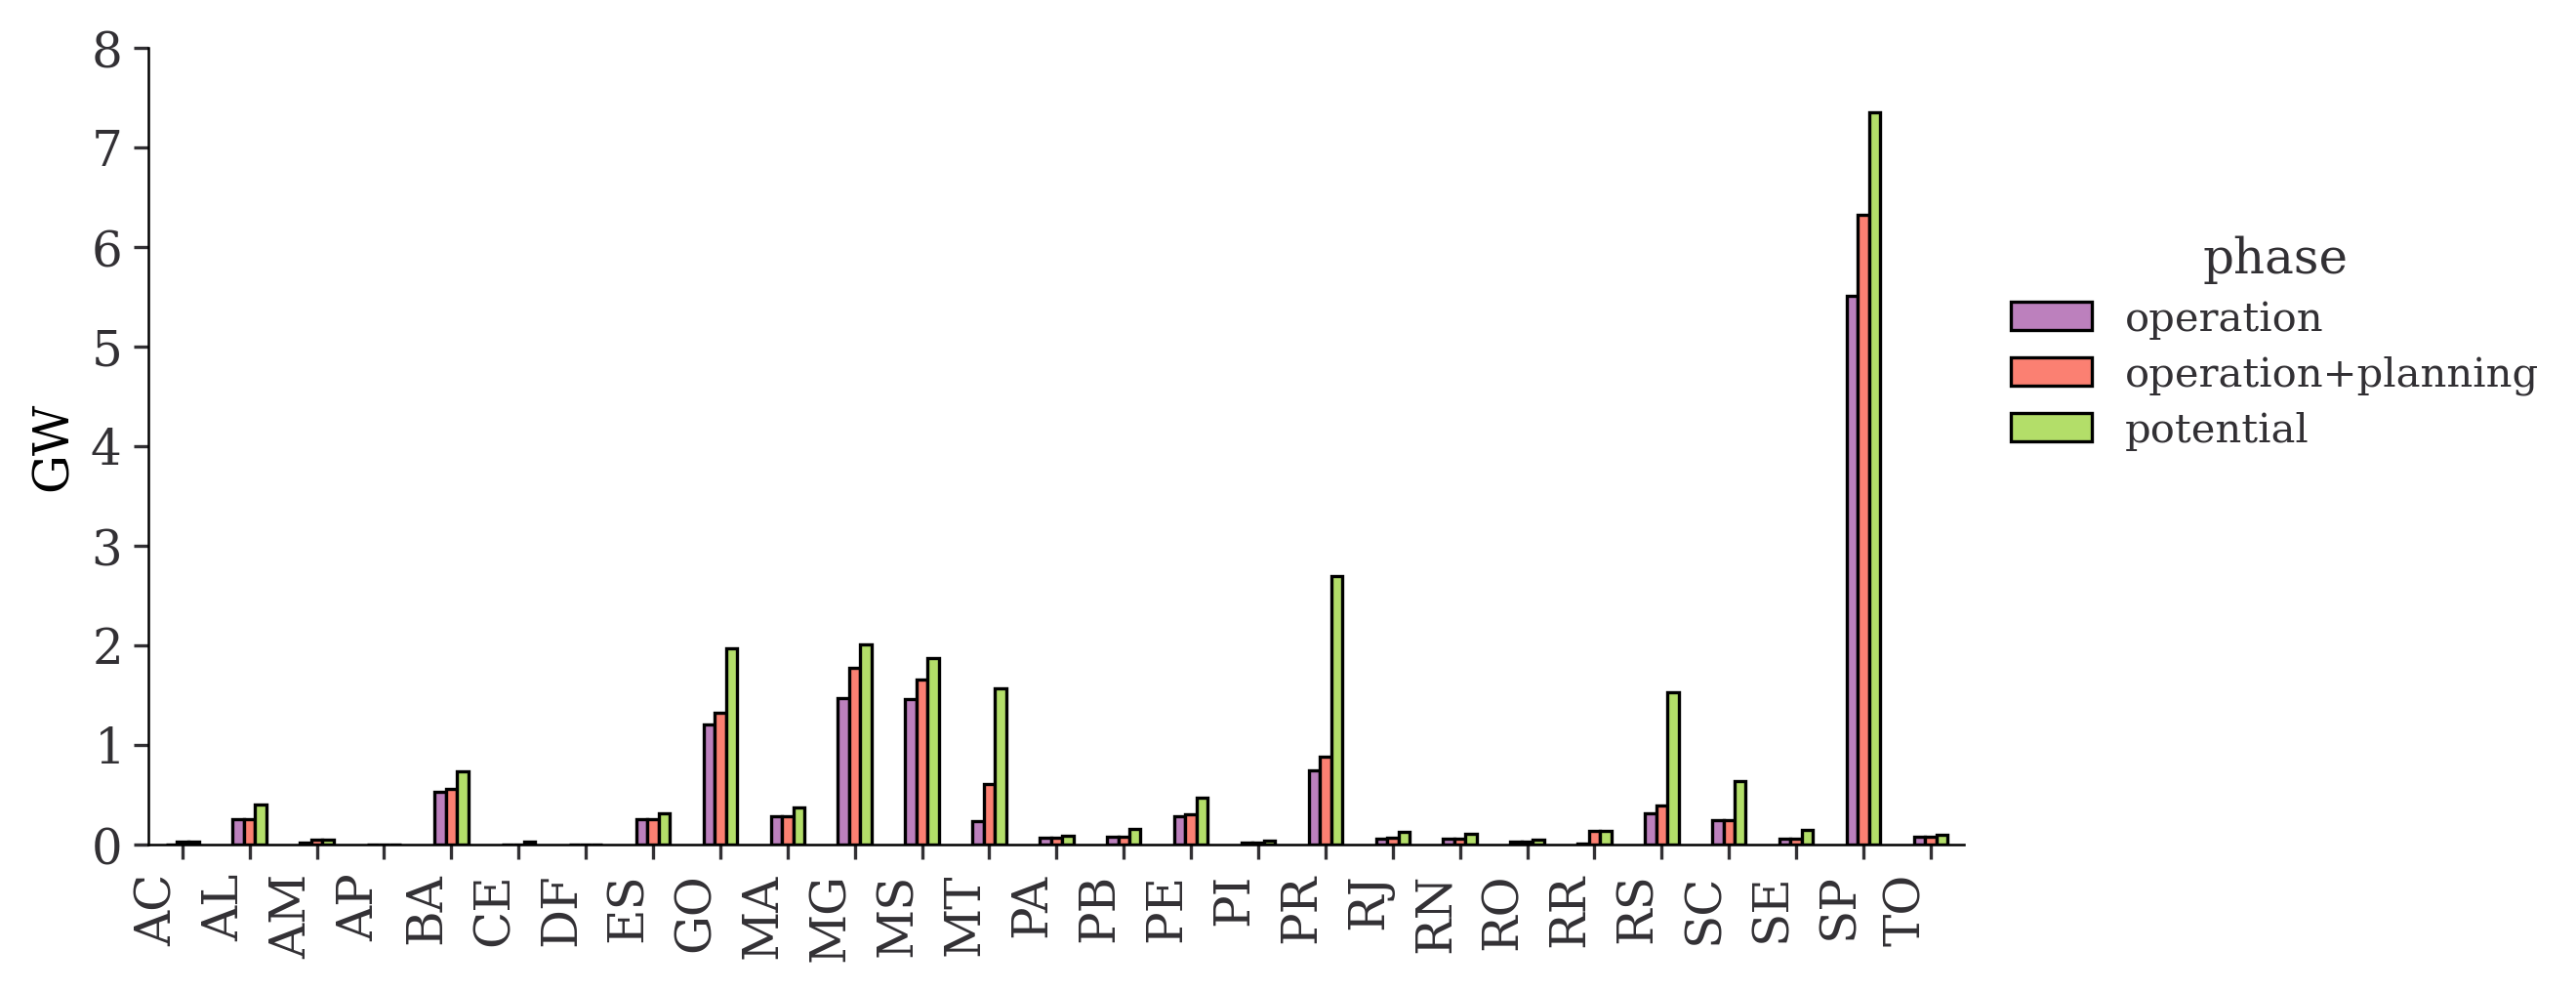 8
7
6
5
4
3
2
1
0
GW
AC
AL
AM
AP
BA
CE
DF
ES
GO
MA
MG
MS
MT
PA
PB
PE
PI
PR
RJ
RN
RO
RR
RS
SC
SE
SP
TO
phase
operation
operation+planning
potential